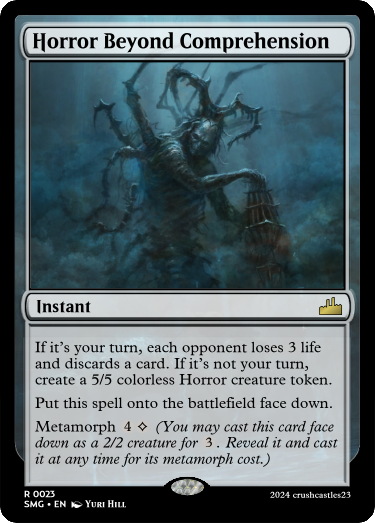 Horror Beyond Comprehension
Instant
If it's your turn, each opponent loses 3 life
and discards a card. If it's not your turn,
create a 5/5 colorless Horror creature token.
Put this spell onto the battlefield face down.
Metamorph 4 (You may cast this card face
down as a 2/2 creature for 3. Reveal it and cast
it at any time for its metamorph cost.)
R 0023
SMG • EN Yuri Hill
2024 crushcastles23